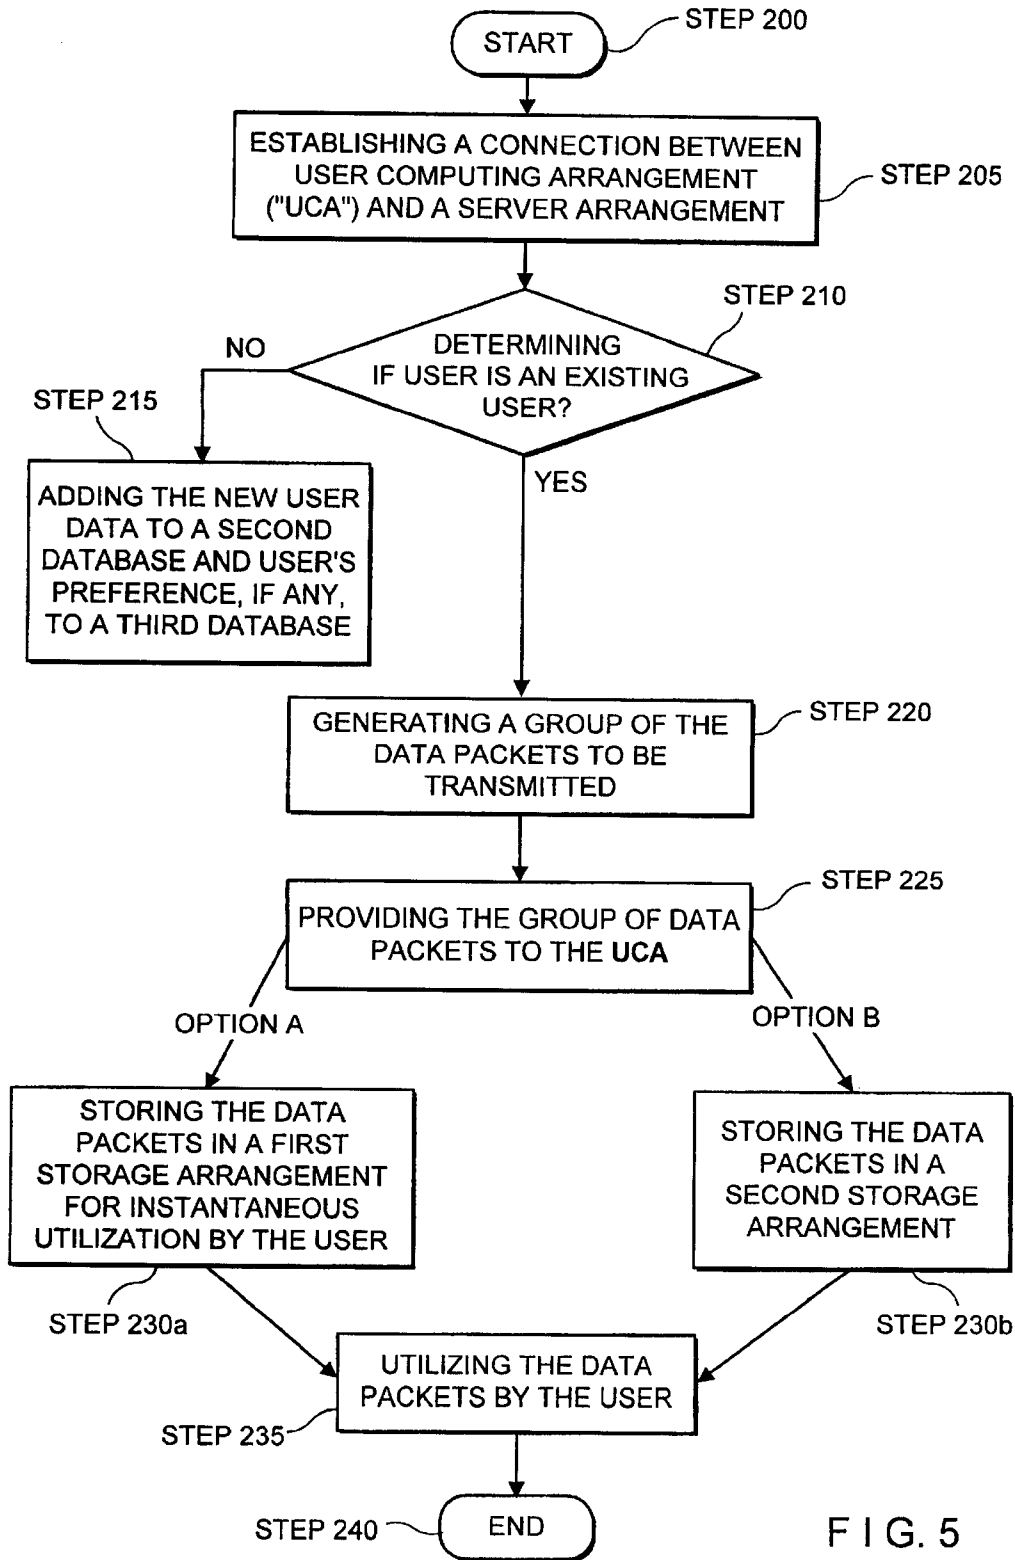 STEP 200
START
ESTABLISHING A CONNECTION BETWEEN
USER COMPUTING ARRANGEMENT
("UCA") AND A SERVER ARRANGEMENT
STEP 205
STEP 210
DETERMINING
IF USER IS AN EXISTING
USER?
NO
YES
STEP 215
ADDING THE NEW USER
DATA TO A SECOND
DATABASE AND USER'S
PREFERENCE, IF ANY,
TO A THIRD DATABASE
GENERATING A GROUP OF THE
DATA PACKETS TO BE
TRANSMITTED
STEP 220
STEP 225
PROVIDING THE GROUP OF DATA
PACKETS TO THE UCA
OPTION A
OPTION B
STORING THE DATA
PACKETS IN A FIRST
STORAGE ARRANGEMENT
FOR INSTANTANEOUS
UTILIZATION BY THE USER
STORING THE DATA
PACKETS IN A
SECOND STORAGE
ARRANGEMENT
STEP 230a
STEP 230b
UTILIZING THE DATA
PACKETS BY THE USER
STEP 235
STEP 240
END
F I G. 5